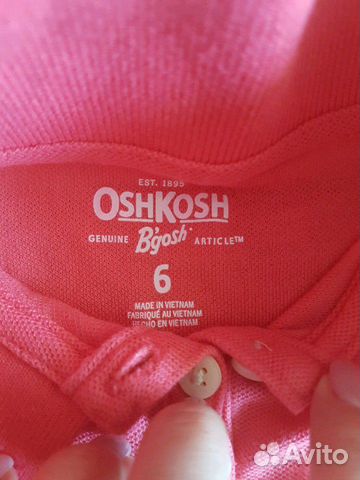 EST. 1895
OSHKOSH
GENUINE B'gosh ARTICLE™
6
MADE IN VIETNAM
FABRIQUÉ AU VIETNAM
HECHO EN VIETNAM
Avito